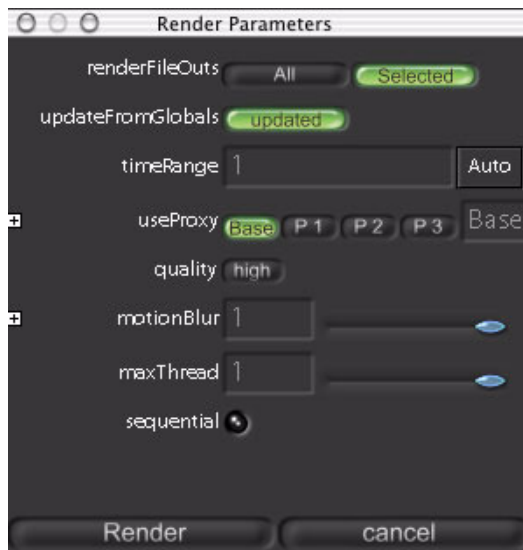 Render Parameters
renderFileOuts All Selected
updateFromGlobals updated
timeRange 1 Auto
useProxy Base P 1 P 2 P 3 Base
quality high
motionBlur 1
maxThread 1
sequential
Render cancel